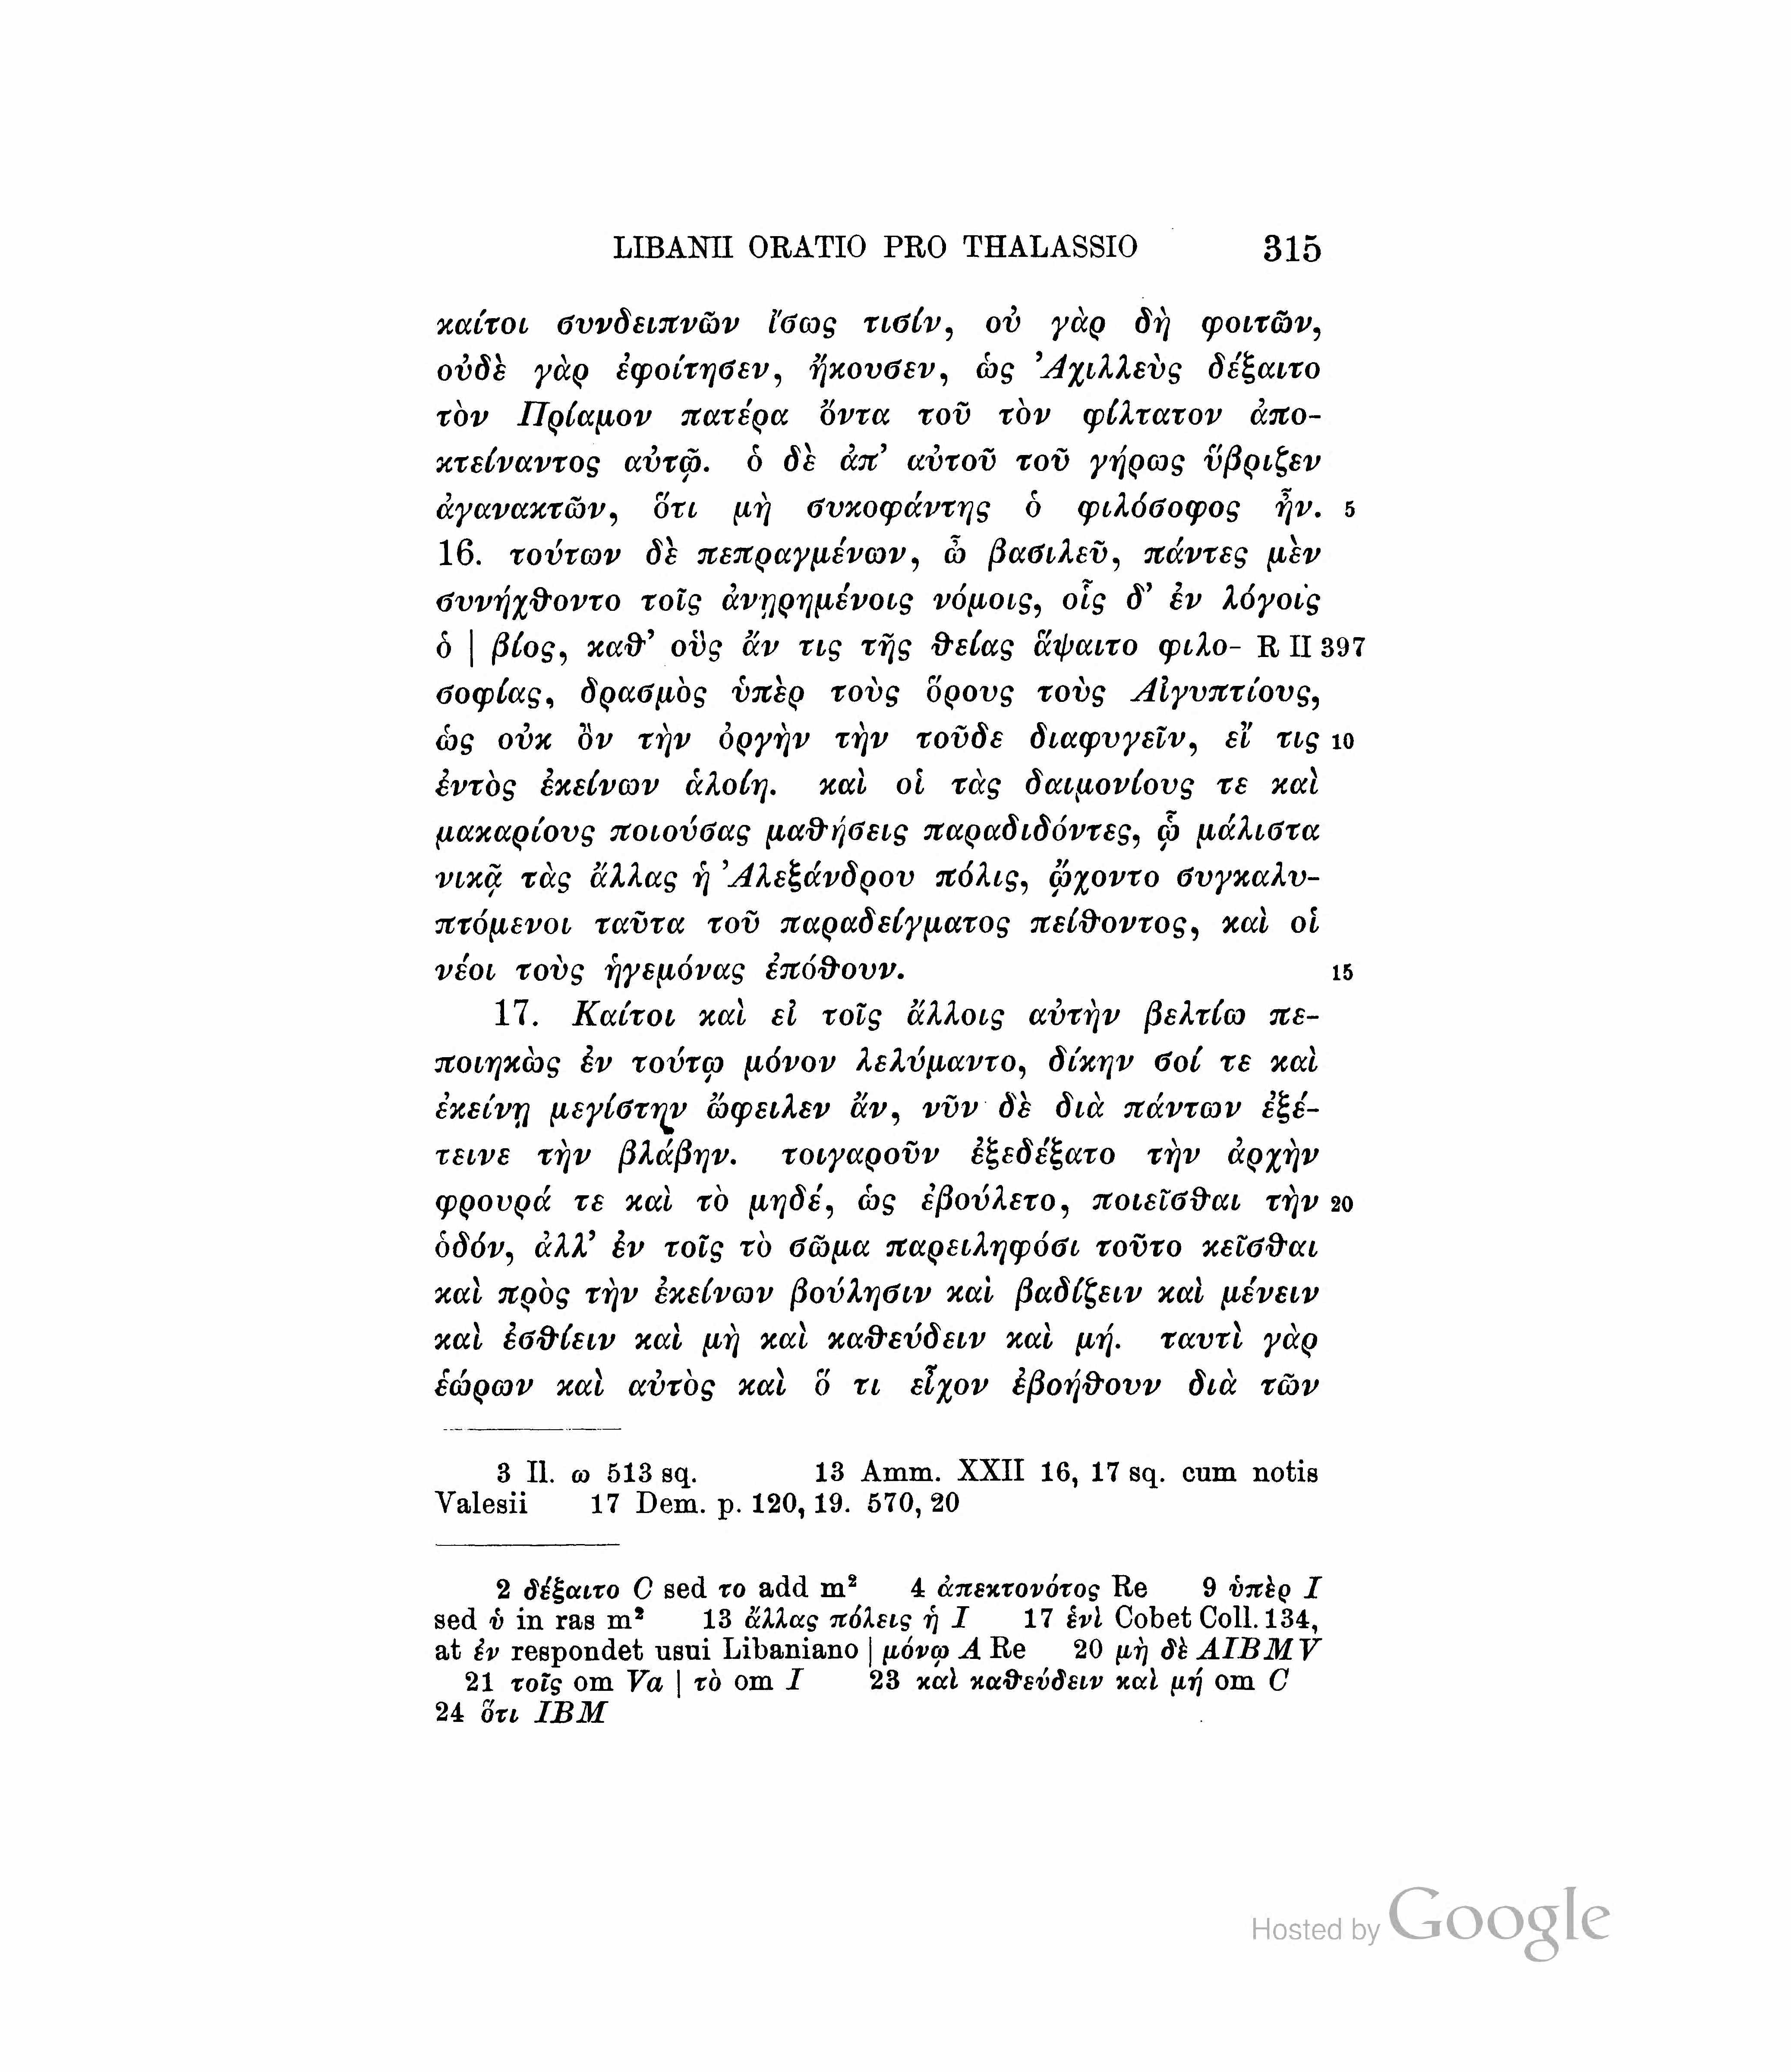 LIBANII ORATIO PRO THALASSIO 315
καίτοι συνδειπνῶν ἴσως τισίν, οὐ γὰρ δὴ φοιτῶν,
οὐδὲ γὰρ ἐφοίτησεν, ἤκουσεν, ὡς Ἀχιλλεὺς δέξαιτο
τὸν Πρίαμον πατέρα ὄντα τοῦ τὸν φίλτατον ἀπο-
κτείναντος αὐτῷ. ὁ δὲ ἀπ’ αὐτοῦ τοῦ γήρως ὕβριζεν
ἀγανακτῶν, ὅτι μὴ συκοφάντης ὁ φιλόσοφος ἦν. 5
16. τούτων δὲ πεπραγμένων, ὦ βασιλεῦ, πάντες μὲν
συνήχθοντο τοῖς ἀνῃρημένοις νόμοις, οἷς δ’ ἐν λόγοις
ὁ | βίος, καθ’ οὓς ἄν τις τῆς θείας ἅψαιτο φιλο- R II 397
σοφίας, δρασμὸς ὑπὲρ τοὺς ὅρους τοὺς Αἰγυπτίους,
ὡς οὐκ ὂν τὴν ὀργὴν τὴν τοῦδε διαφυγεῖν, εἴ τις 10
ἐντὸς ἐκείνων ἁλοίη. καὶ οἱ τὰς δαιμονίους τε καὶ
μακαρίους ποιούσας μαθήσεις παραδιδόντες, ᾧ μάλιστα
νικᾷ τὰς ἄλλας ἡ Ἀλεξάνδρου πόλις, ᾤχοντο συγκαλυ-
πτόμενοι ταῦτα τοῦ παραδείγματος πείθοντος, καὶ οἱ
νέοι τοὺς ἡγεμόνας ἐπόθουν. 15
17. Καίτοι καὶ εἰ τοῖς ἄλλοις αὐτὴν βελτίω πε-
ποιηκὼς ἐν τούτῳ μόνον λελύμαντο, δίκην σοί τε καὶ
ἐκείνῃ μεγίστην ὤφειλεν ἄν, νῦν δὲ διὰ πάντων ἐξέ-
τεινε τὴν βλάβην. τοιγαροῦν ἐξεδέξατο τὴν ἀρχὴν
φρουρά τε καὶ τὸ μηδέ, ὡς ἐβούλετο, ποιεῖσθαι τὴν 20
ὁδόν, ἀλλ’ ἐν τοῖς τὸ σῶμα παρειληφόσι τοῦτο κεῖσθαι
καὶ πρὸς τὴν ἐκείνων βούλησιν καὶ βαδίζειν καὶ μένειν
καὶ ἐσθίειν καὶ μὴ καὶ καθεύδειν καὶ μή. ταυτὶ γὰρ
ἑώρων καὶ αὐτὸς καὶ ὅ τι εἶχον ἐβοήθουν διὰ τῶν
3 Il. ω 513 sq. 13 Amm. XXII 16, 17 sq. cum notis
Valesii 17 Dem. p. 120, 19. 570, 20
2 δέξαιτο C sed το add m² 4 ἀπεκτονότος Re 9 ὑπὲρ I
sed ὑ in ras m² 13 ἄλλας πόλεις ἡ I 17 ἑνὶ Cobet Coll. 134,
at ἐν respondet usui Libaniano | μόνῳ A Re 20 μὴ δὲ AIBMV
21 τοῖς om Va | τὸ om I 23 καὶ καθεύδειν καὶ μή om C
24 ὅτι IBM
Hosted by Google